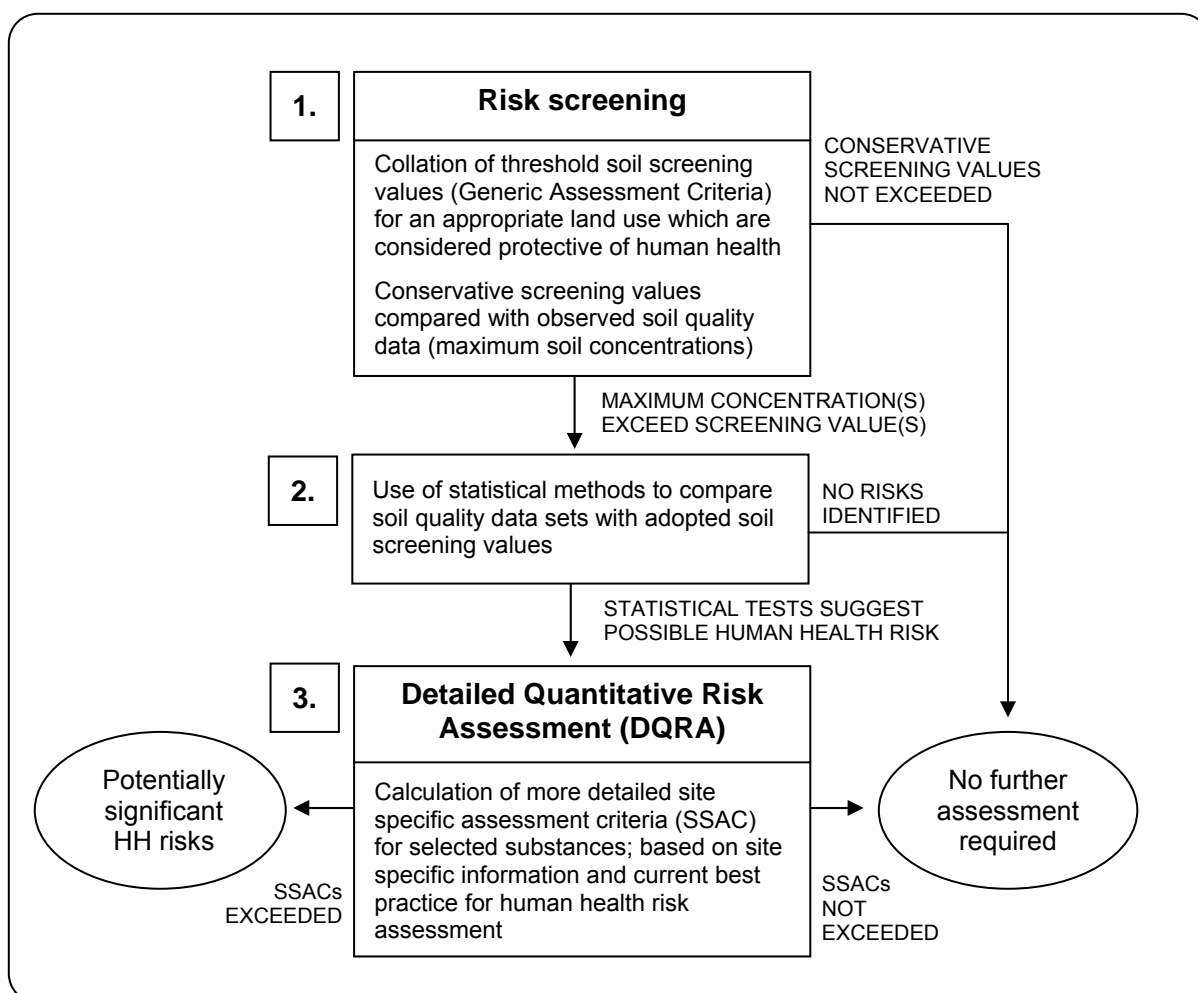 1.
Risk screening
Collation of threshold soil screening
values (Generic Assessment Criteria)
for an appropriate land use which are
considered protective of human health
Conservative screening values
compared with observed soil quality
data (maximum soil concentrations)
CONSERVATIVE
SCREENING VALUES
NOT EXCEEDED
MAXIMUM CONCENTRATION(S)
EXCEED SCREENING VALUE(S)
2.
Use of statistical methods to compare
soil quality data sets with adopted soil
screening values
NO RISKS
IDENTIFIED
STATISTICAL TESTS SUGGEST
POSSIBLE HUMAN HEALTH RISK
3.
Detailed Quantitative Risk
Assessment (DQRA)
Calculation of more detailed site
specific assessment criteria (SSAC)
for selected substances; based on site
specific information and current best
practice for human health risk
assessment
Potentially
significant
HH risks
SSACs
EXCEEDED
No further
assessment
required
SSACs
NOT
EXCEEDED